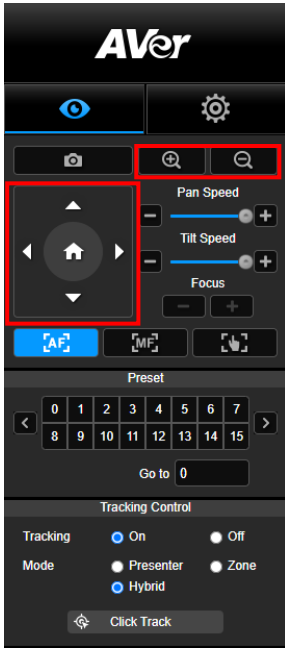 AVer
Pan Speed
Tilt Speed
Focus
AF
MF
Preset
0 1 2 3 4 5 6 7
8 9 10 11 12 13 14 15
Go to 0
Tracking Control
Tracking On Off
Mode Presenter Zone
Hybrid
Click Track